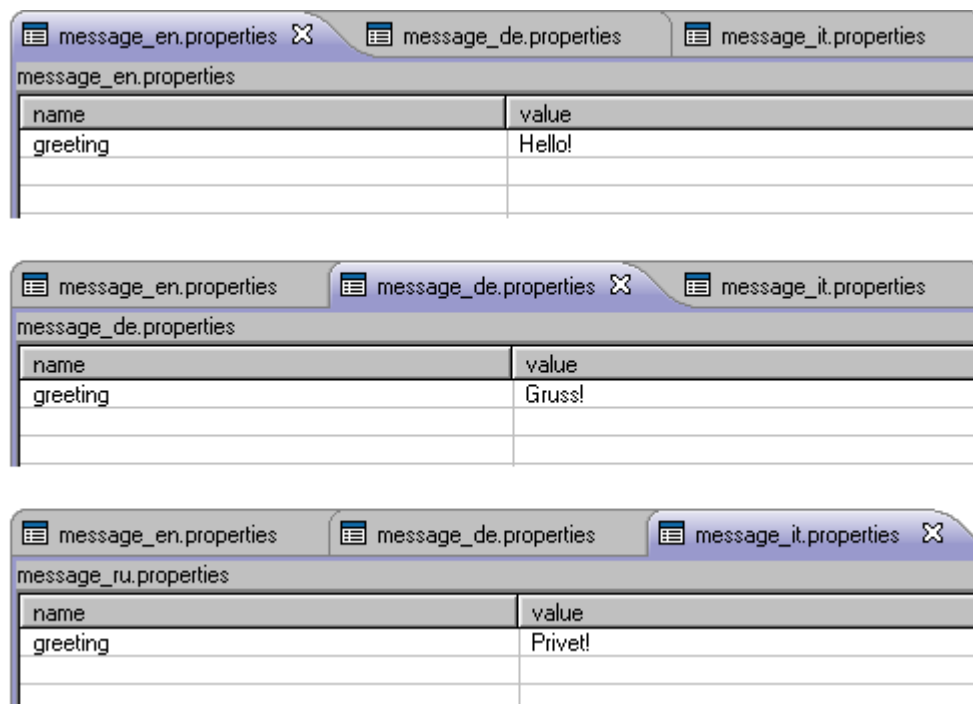 message_en.properties message_de.properties message_it.properties
message_en.properties
name value
greeting Hello!
message_en.properties message_de.properties message_it.properties
message_de.properties
name value
greeting Gruss!
message_en.properties message_de.properties message_it.properties
message_ru.properties
name value
greeting Privet!